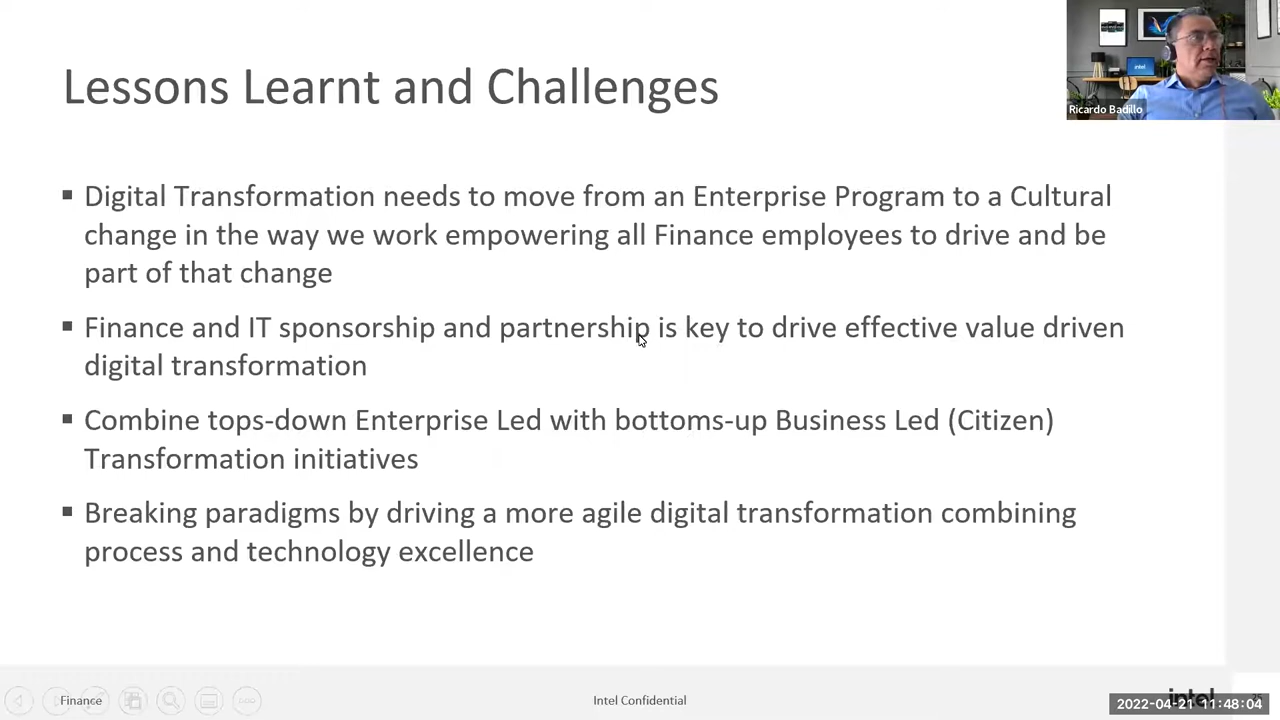 Lessons Learnt and Challenges
intel
Ricardo Badillo
▪ Digital Transformation needs to move from an Enterprise Program to a Cultural
change in the way we work empowering all Finance employees to drive and be
part of that change
▪ Finance and IT sponsorship and partnership is key to drive effective value driven
digital transformation
▪ Combine tops-down Enterprise Led with bottoms-up Business Led (Citizen)
Transformation initiatives
▪ Breaking paradigms by driving a more agile digital transformation combining
process and technology excellence
Finance
Intel Confidential
intel
2022-04-21 11:48:04